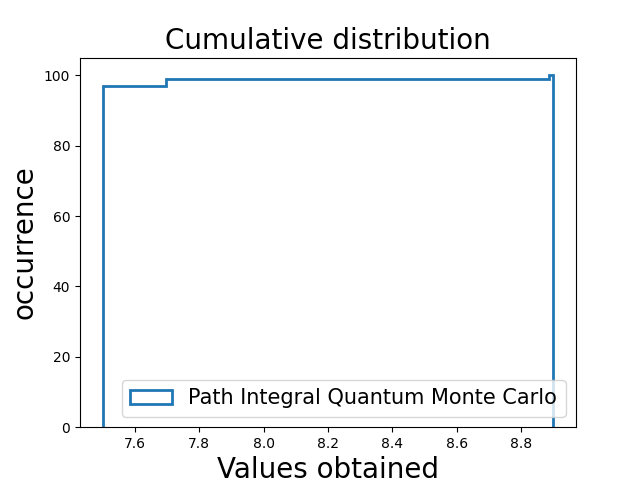 Cumulative distribution
occurrence
100
80
60
40
20
0
Path Integral Quantum Monte Carlo
7.6 7.8 8.0 8.2 8.4 8.6 8.8
Values obtained